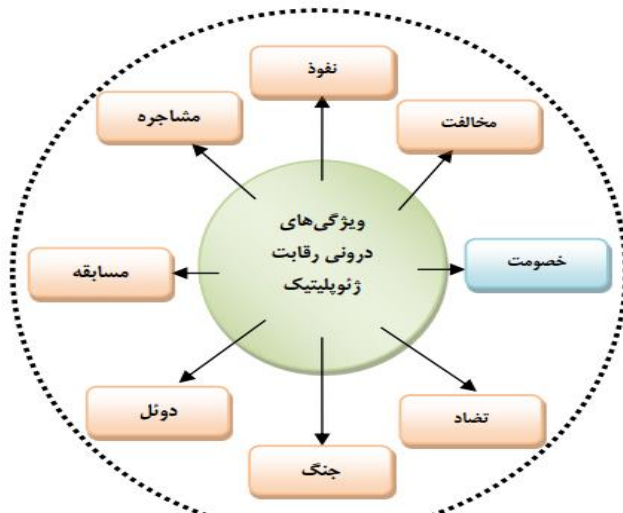 نفوذ
مخالفت
مشاجره
ویژگی‌های
درونی رقابت
ژئوپلیتیک
خصومت
مسابقه
تضاد
دوئل
جنگ